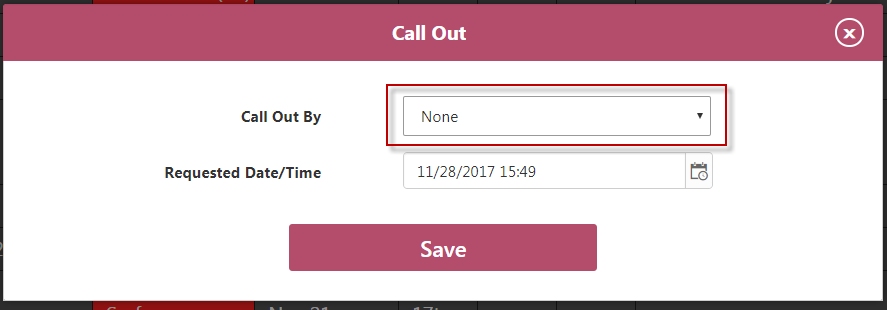 Call Out
x
Call Out By
None
Requested Date/Time
11/28/2017 15:49
Save